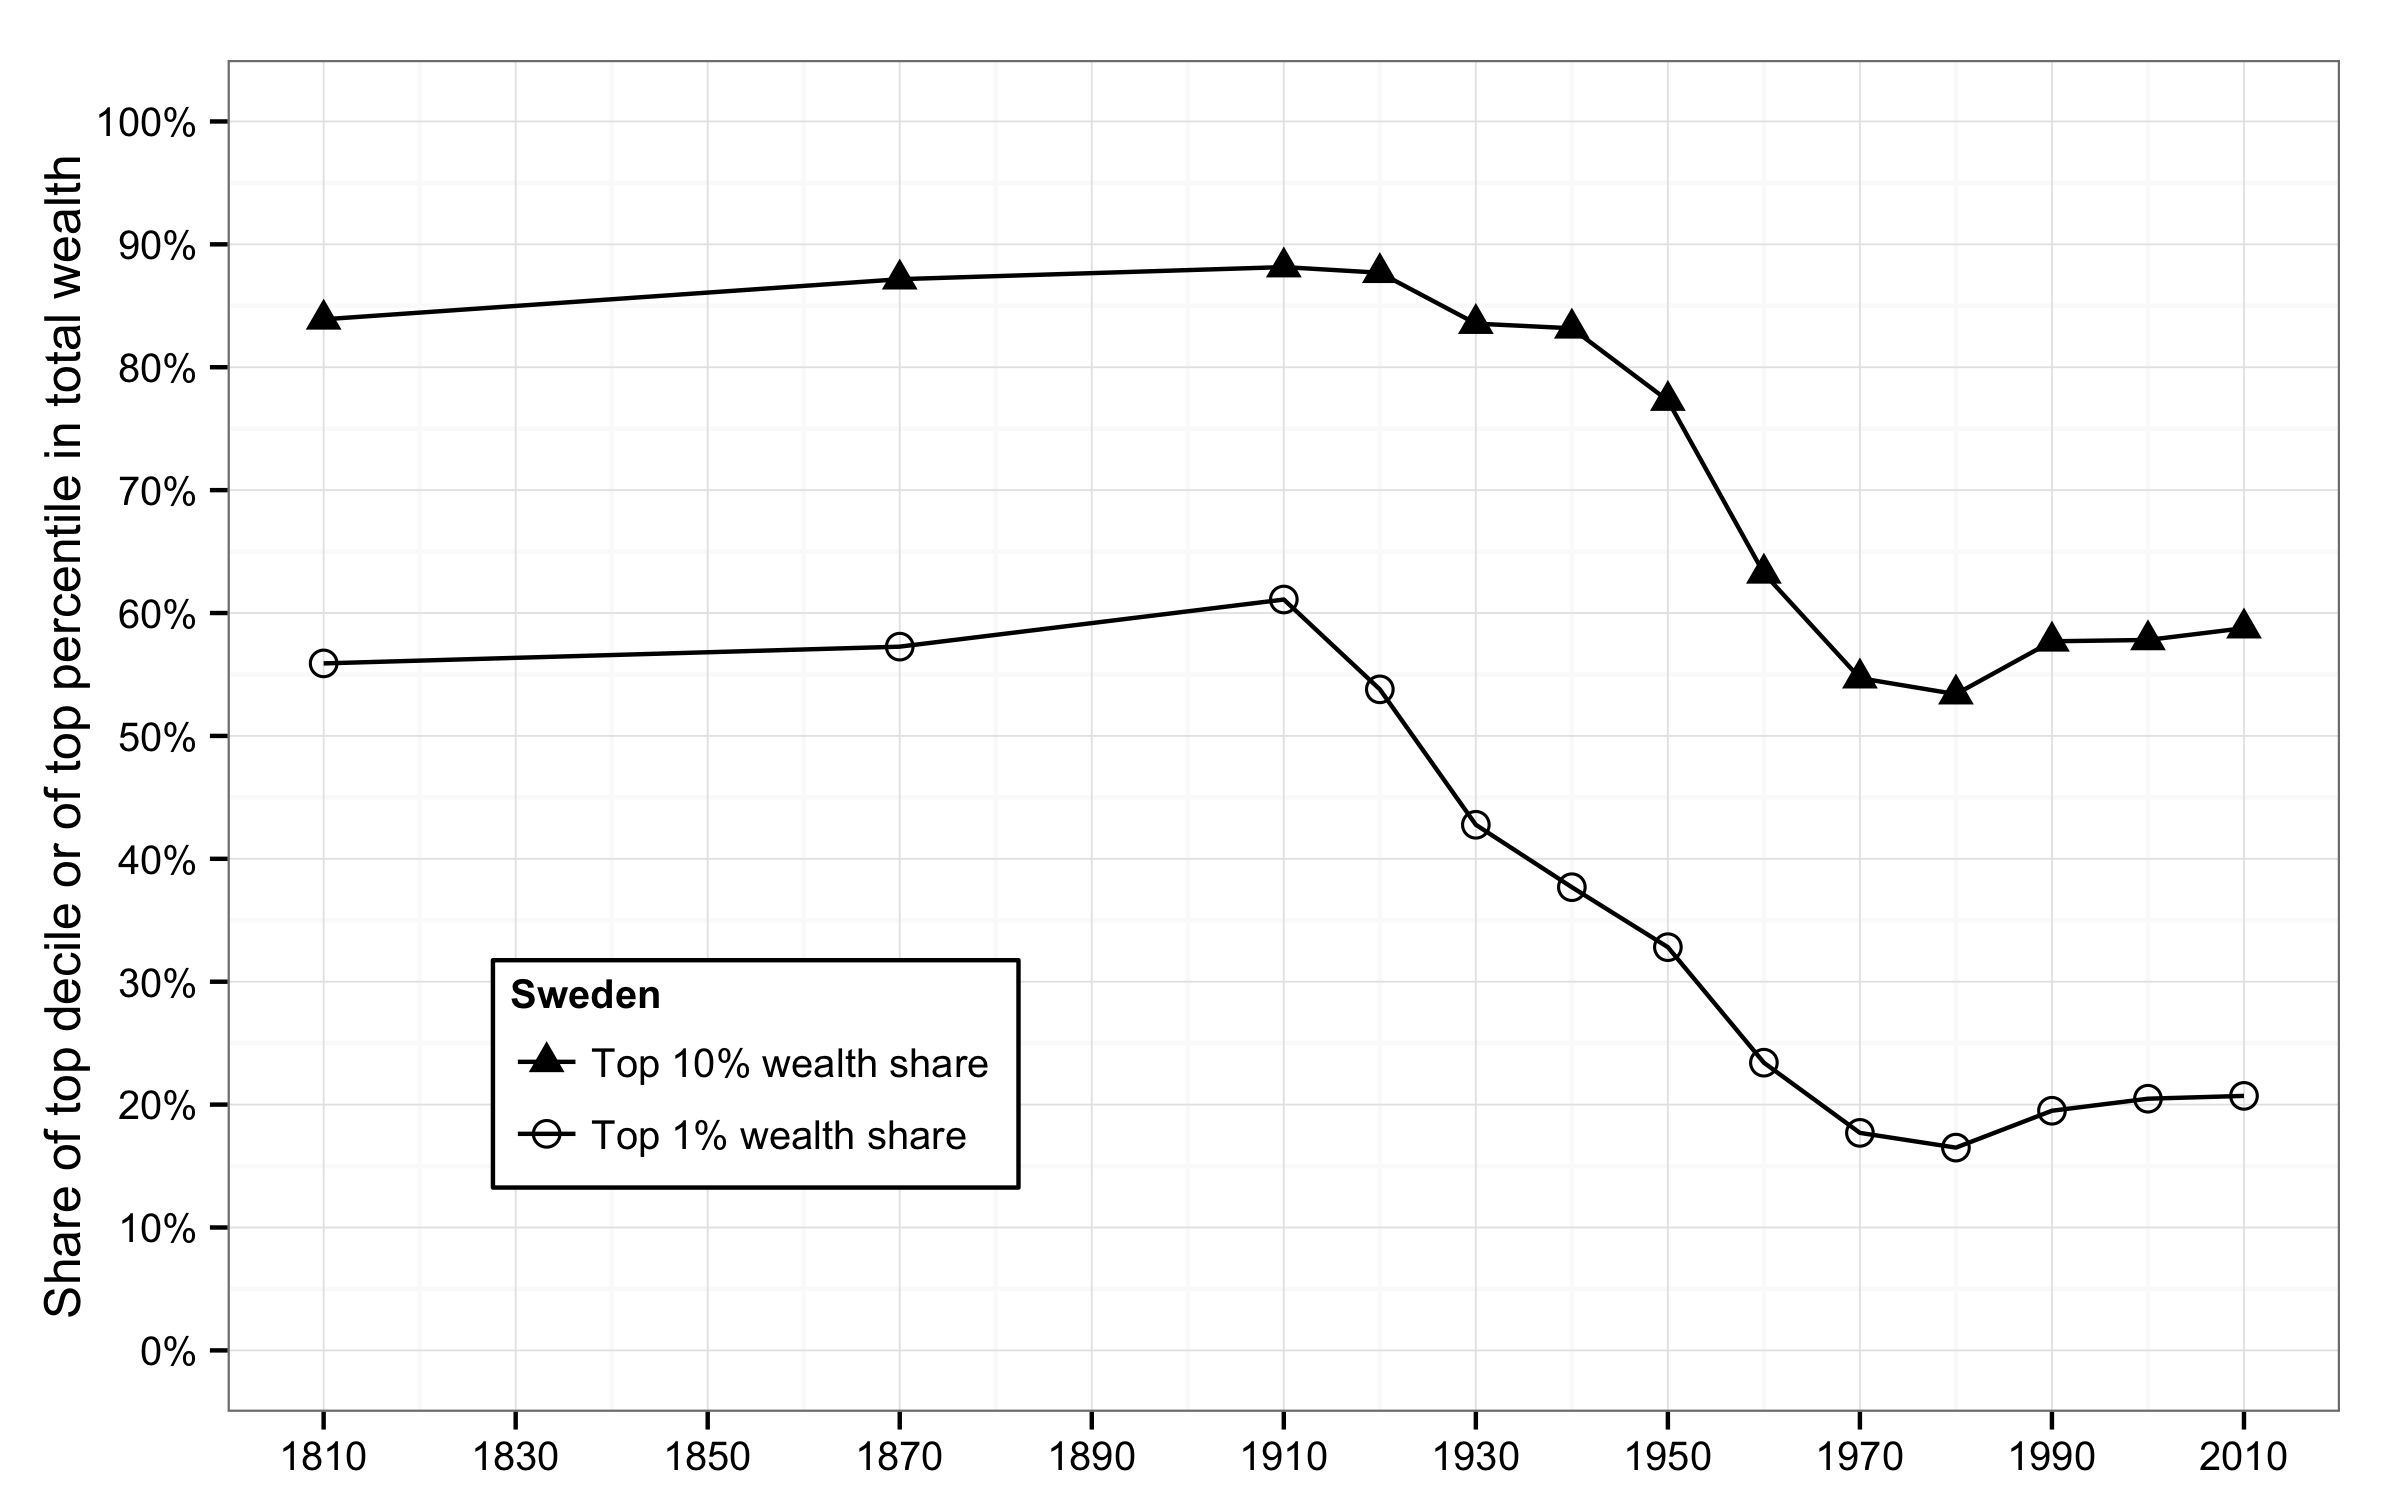 Share of top decile or of top percentile in total wealth
100%
90%
80%
70%
60%
50%
40%
30%
20%
10%
0%
Sweden
Top 10% wealth share
Top 1% wealth share
1810 1830 1850 1870 1890 1910 1930 1950 1970 1990 2010